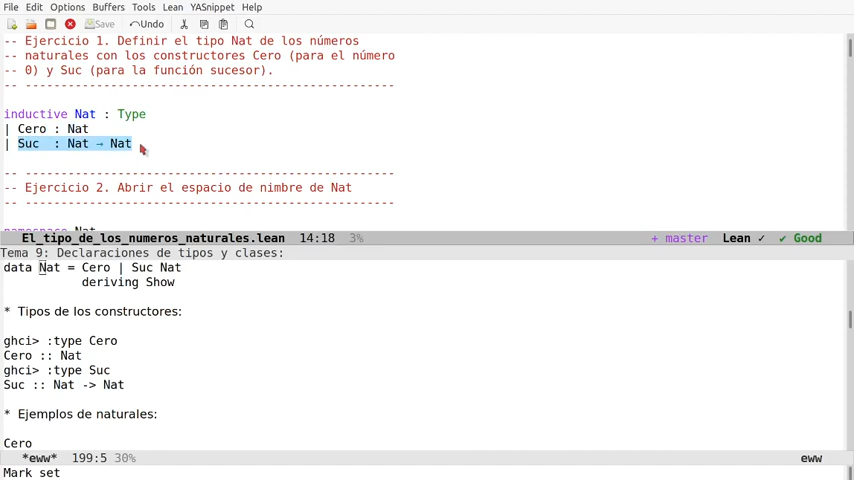 File Edit Options Buffers Tools Lean YASnippet Help
Save Undo
-- Ejercicio 1. Definir el tipo Nat de los números
-- naturales con los constructores Cero (para el número
-- 0) y Suc (para la función sucesor).
-- ---------------------------------------------------
inductive Nat : Type
| Cero : Nat
| Suc  : Nat → Nat
-- ---------------------------------------------------
-- Ejercicio 2. Abrir el espacio de nimbre de Nat
-- ---------------------------------------------------
namespace Nat
El_tipo_de_los_numeros_naturales.lean 14:18 3% + master Lean ✓ ✔ Good
Tema 9: Declaraciones de tipos y clases:
data Nat = Cero | Suc Nat
deriving Show
* Tipos de los constructores:
ghci> :type Cero
Cero :: Nat
ghci> :type Suc
Suc :: Nat -> Nat
* Ejemplos de naturales:
Cero
*eww* 199:5 30% eww
Mark set